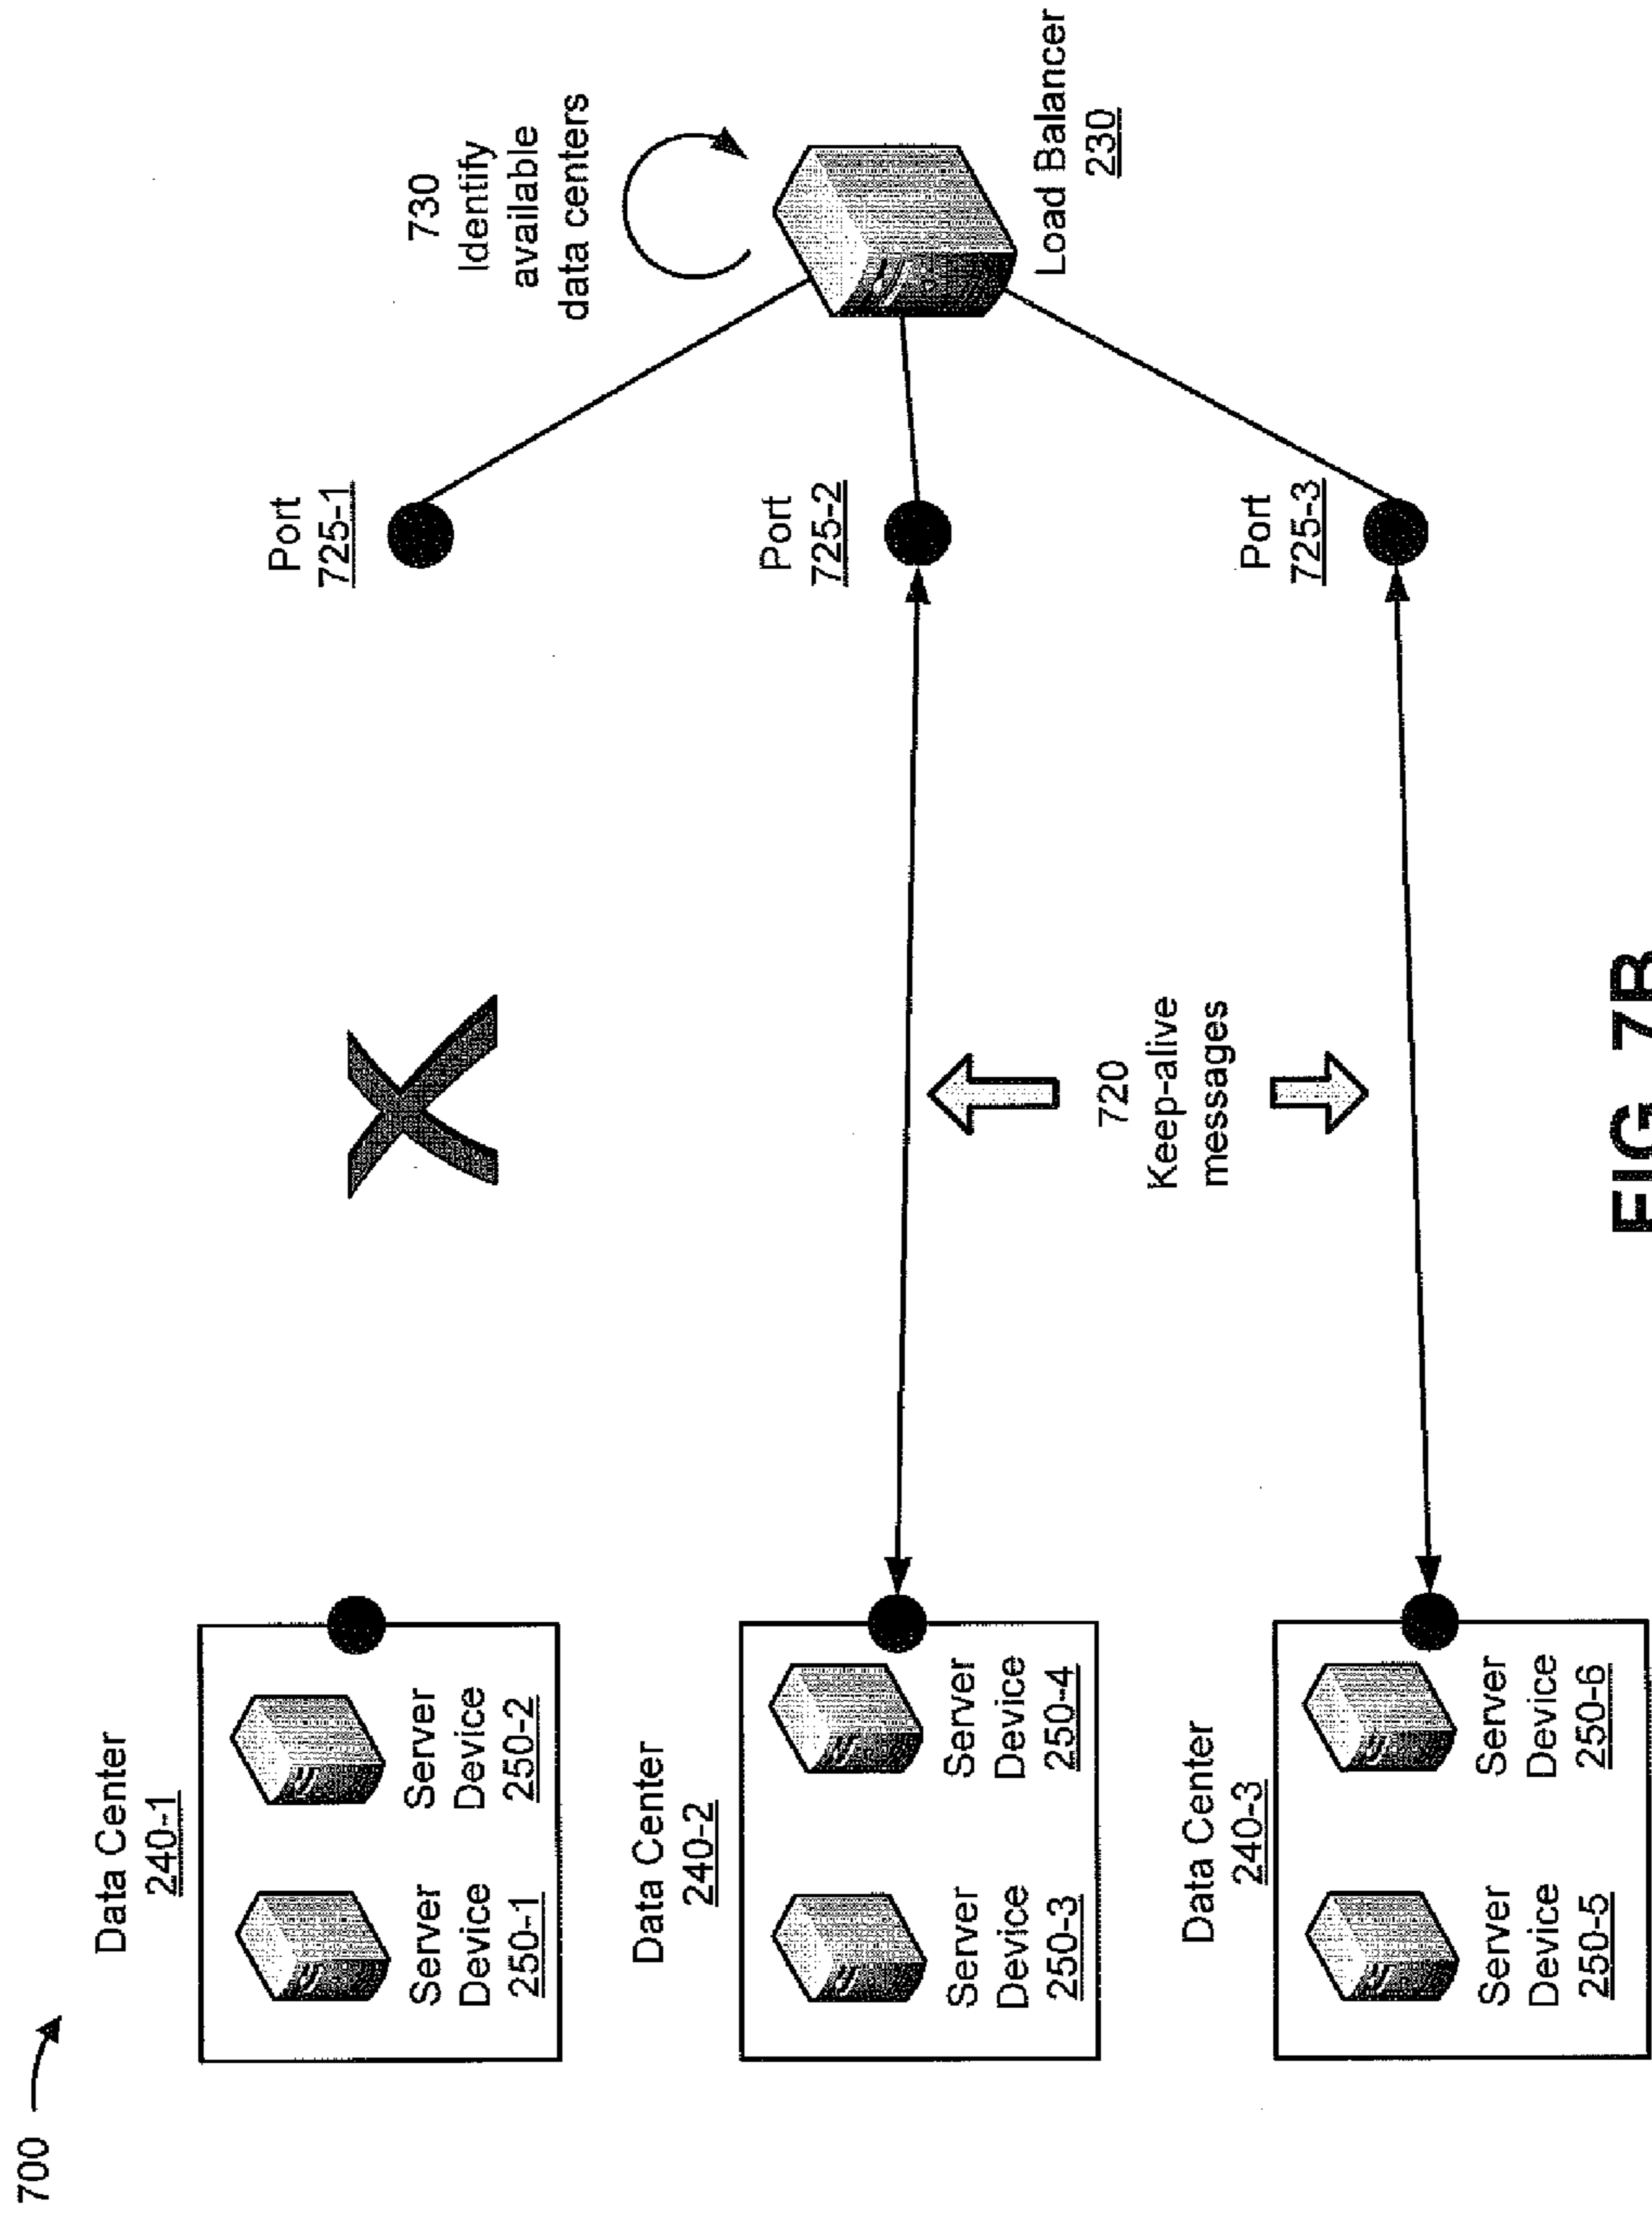 700
Data Center
240-1
Server
Device
250-1
Server
Device
250-2
Port
725-1
730
Identify
available
data centers
Data Center
240-2
Server
Device
250-3
Server
Device
250-4
Port
725-2
Load Balancer
230
720
Keep-alive
messages
Data Center
240-3
Server
Device
250-5
Server
Device
250-6
Port
725-3
FIG. 7B